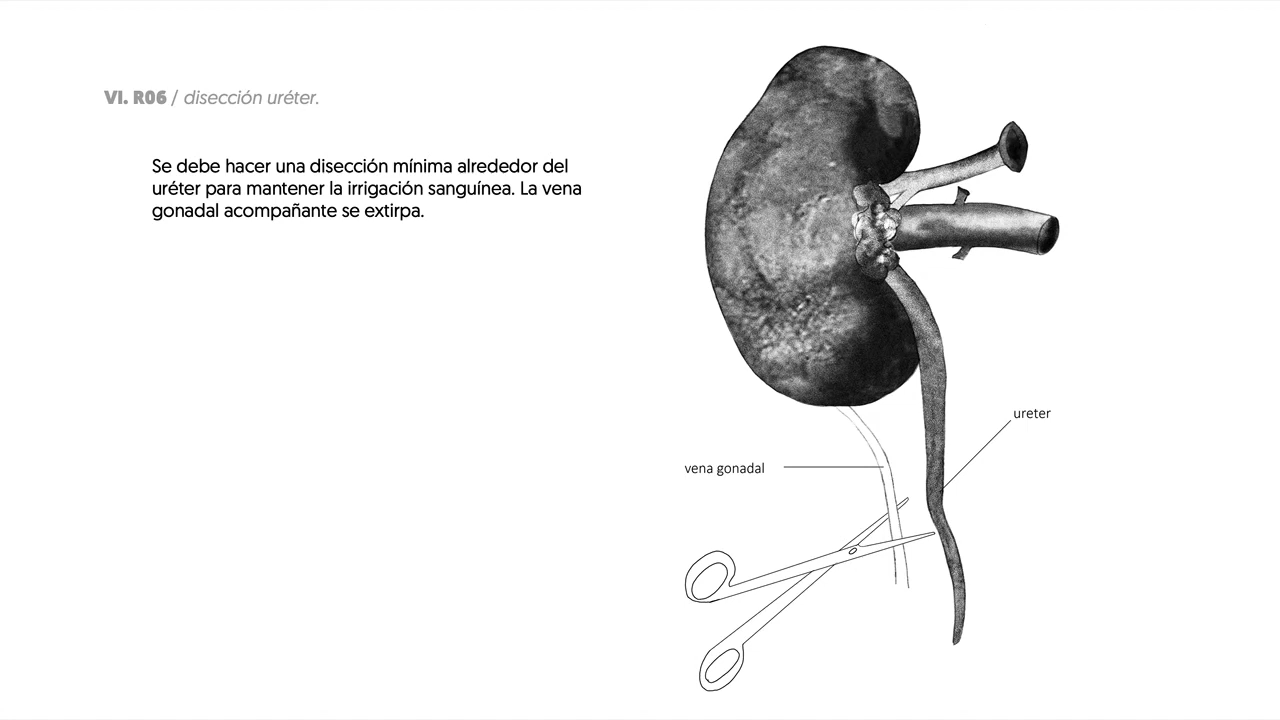 VI. R06 / disección uréter.
Se debe hacer una disección mínima alrededor del
uréter para mantener la irrigación sanguínea. La vena
gonadal acompañante se extirpa.
ureter
vena gonadal